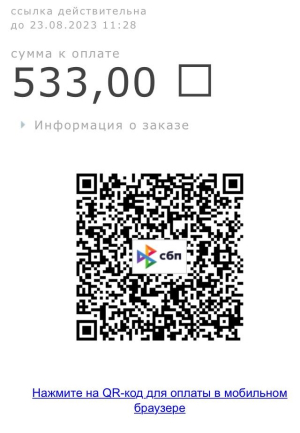 ссылка действительна
до 23.08.2023 11:28
сумма к оплате
533,00 □
Информация о заказе
сбп
Нажмите на QR-код для оплаты в мобильном
браузере